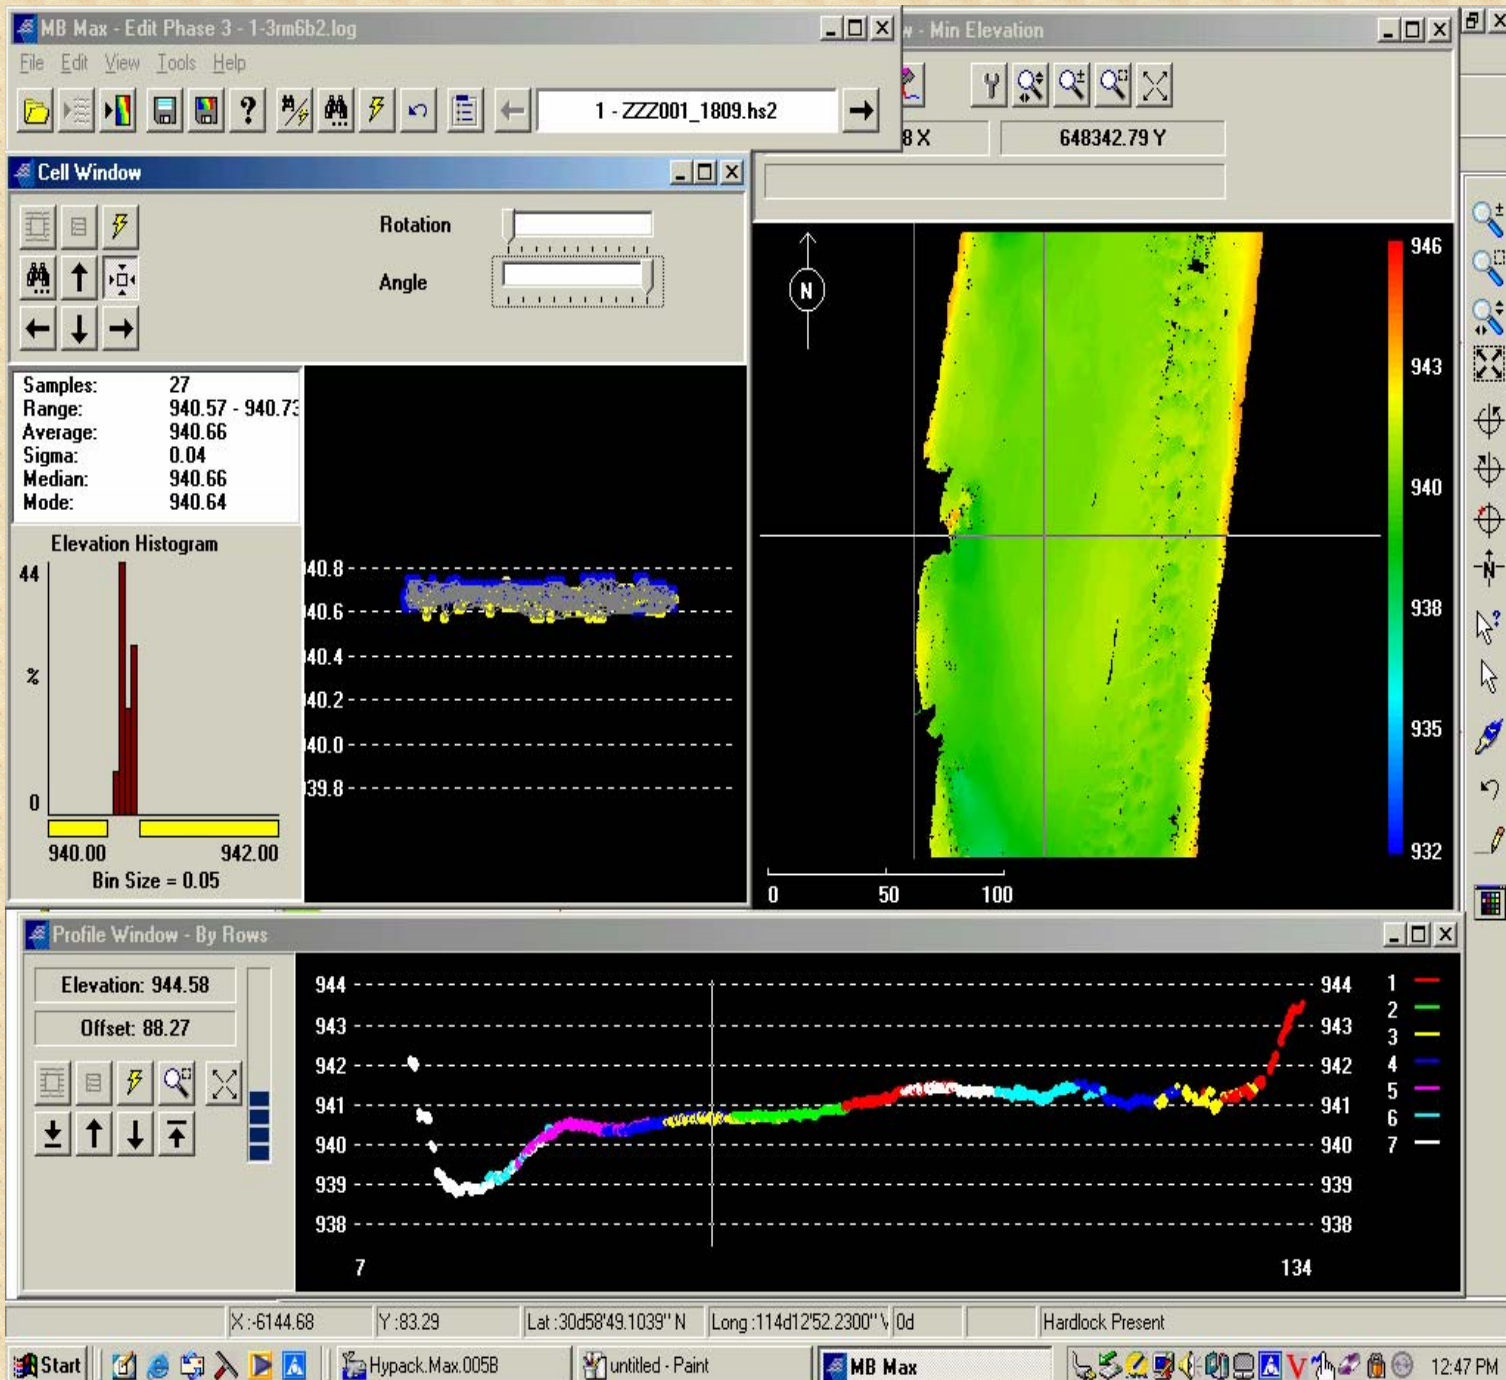 MB Max - Edit Phase 3 - 1-3rm6b2.log
w - Min Elevation
File Edit View Tools Help
1 - ZZZ001_1809.hs2
8 X
648342.79 Y
Cell Window
Rotation
Angle
Samples: 27
Range: 940.57 - 940.73
Average: 940.66
Sigma: 0.04
Median: 940.66
Mode: 940.64
Elevation Histogram
44
%
0
940.00 942.00
Bin Size = 0.05
40.8
40.6
40.4
40.2
40.0
39.8
N
946
943
940
938
935
932
0 50 100
N
Profile Window - By Rows
Elevation: 944.58
Offset: 88.27
944 944
943 943
942 942
941 941
940 940
939 939
938 938
7 134
1
2
3
4
5
6
7
X:-6144.68 Y:83.29 Lat:30d58'49.1039" N Long:114d12'52.2300" 0d Hardlock Present
Start Hypack.Max.005B untitled - Paint MB Max V 12:47 PM